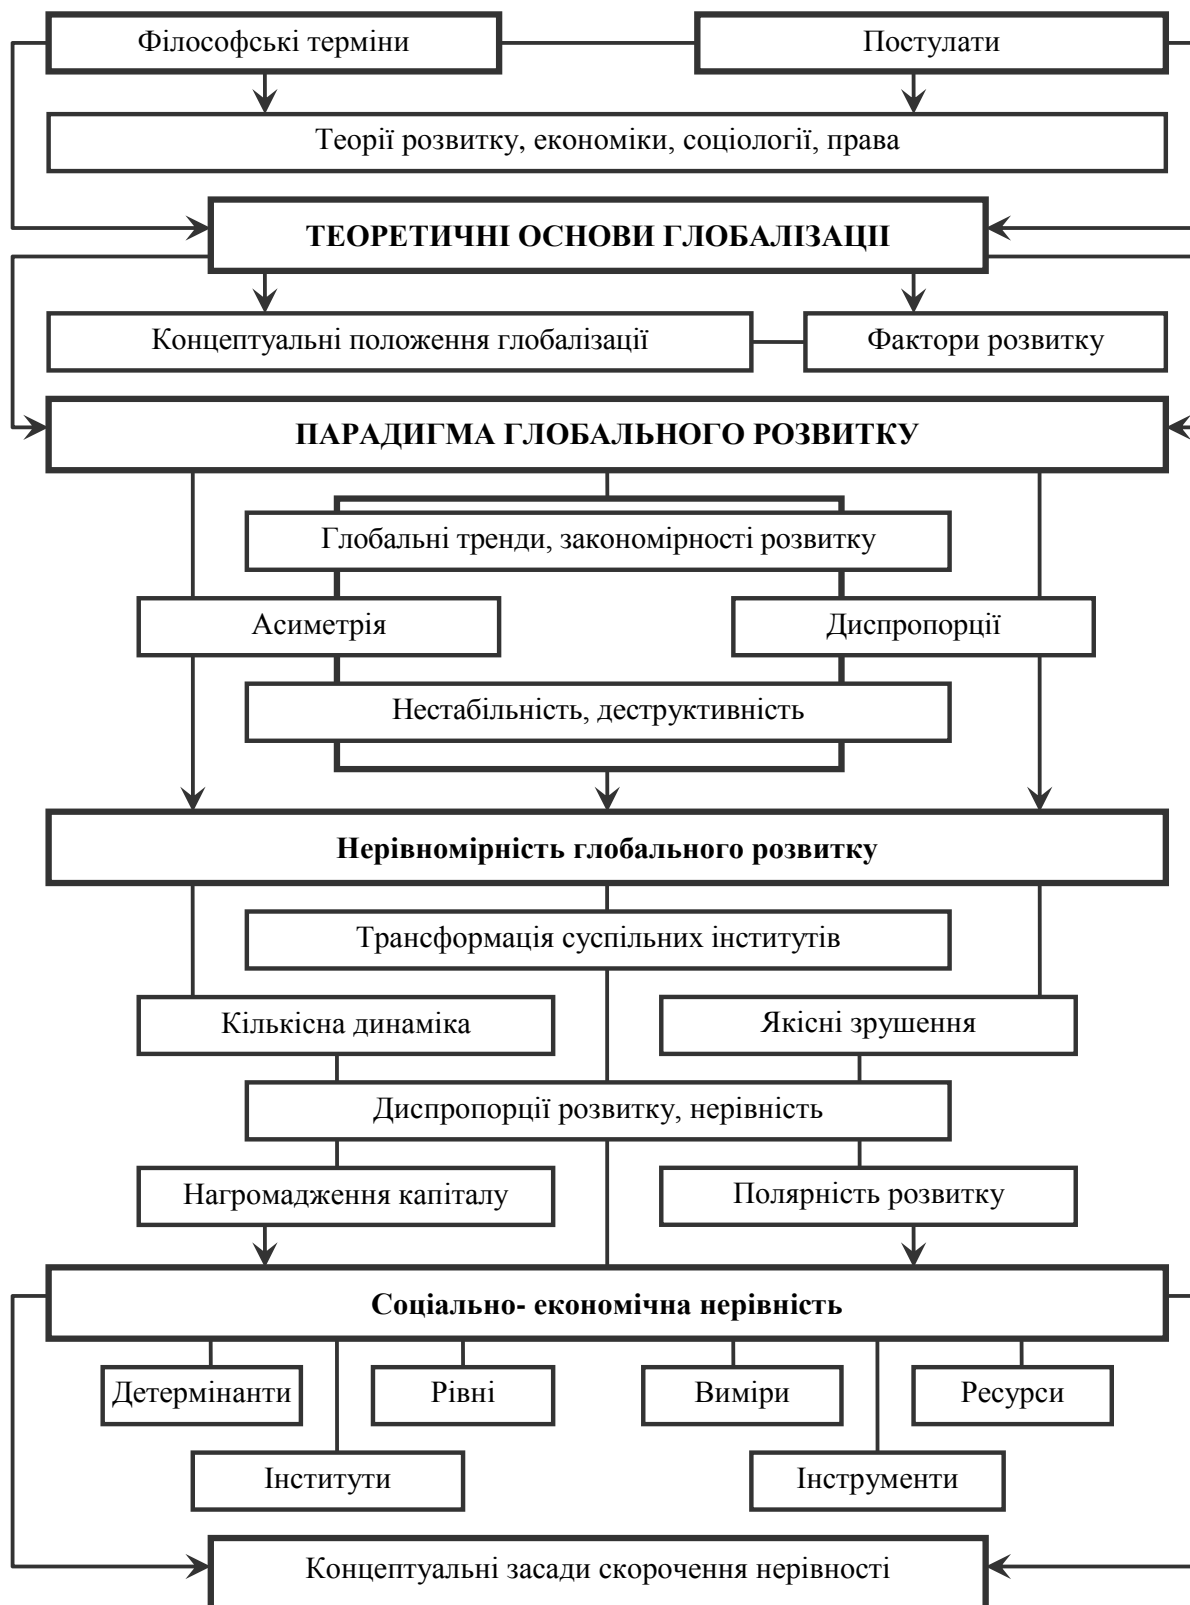 Філософські терміни
Постулати
Теорії розвитку, економіки, соціології, права
ТЕОРЕТИЧНІ ОСНОВИ ГЛОБАЛІЗАЦІІ
Концептуальні положення глобалізації
Фактори розвитку
ПАРАДИГМА ГЛОБАЛЬНОГО РОЗВИТКУ
Глобальні тренди, закономірності розвитку
Асиметрія
Диспропорції
Нестабільність, деструктивність
Нерівномірність глобального розвитку
Трансформація суспільних інститутів
Кількісна динаміка
Якісні зрушення
Диспропорції розвитку, нерівність
Нагромадження капіталу
Полярність розвитку
Соціально- економічна нерівність
Детермінанти
Рівні
Виміри
Ресурси
Інститути
Інструменти
Концептуальні засади скорочення нерівності